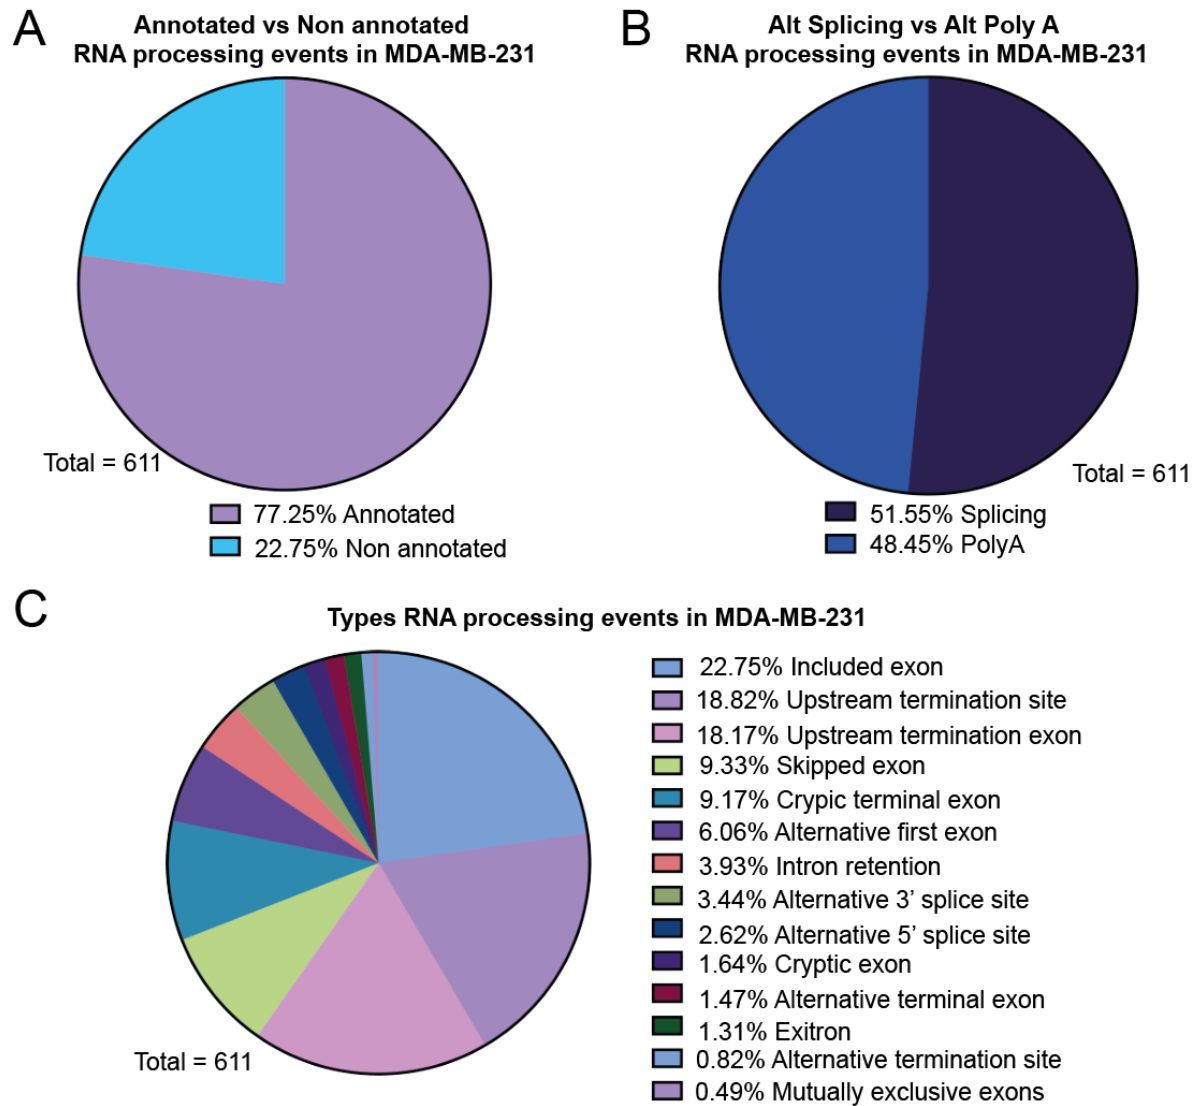 A
Annotated vs Non annotated
RNA processing events in MDA-MB-231
Total = 611
77.25% Annotated
22.75% Non annotated
B
Alt Splicing vs Alt Poly A
RNA processing events in MDA-MB-231
Total = 611
51.55% Splicing
48.45% PolyA
C
Types RNA processing events in MDA-MB-231
22.75% Included exon
18.82% Upstream termination site
18.17% Upstream termination exon
9.33% Skipped exon
9.17% Crypic terminal exon
6.06% Alternative first exon
3.93% Intron retention
3.44% Alternative 3’ splice site
2.62% Alternative 5’ splice site
1.64% Cryptic exon
1.47% Alternative terminal exon
1.31% Exitron
0.82% Alternative termination site
0.49% Mutually exclusive exons
Total = 611